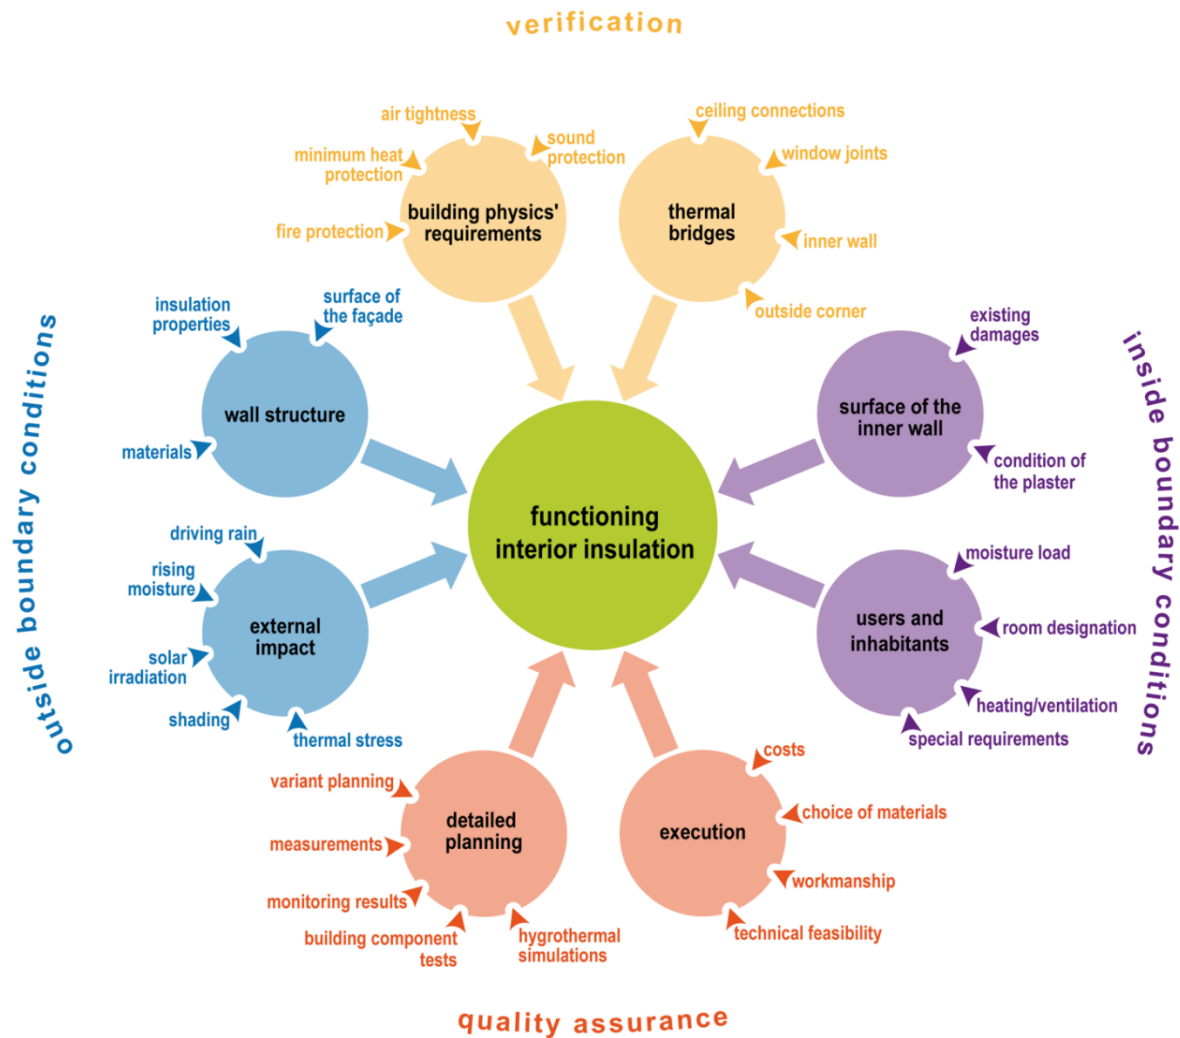 verification
air tightness
sound
protection
minimum heat
protection
fire protection
building physics'
requirements
ceiling connections
window joints
inner wall
outside corner
thermal
bridges
outside boundary conditions
insulation
properties
surface of
the façade
materials
wall structure
driving rain
rising
moisture
solar
irradiation
shading
thermal stress
external
impact
functioning
interior insulation
inside boundary conditions
existing
damages
condition of
the plaster
surface of the
inner wall
moisture load
room designation
heating/ventilation
special requirements
users and
inhabitants
variant planning
measurements
monitoring results
building component
tests
hygrothermal
simulations
detailed
planning
costs
choice of materials
workmanship
technical feasibility
execution
quality assurance